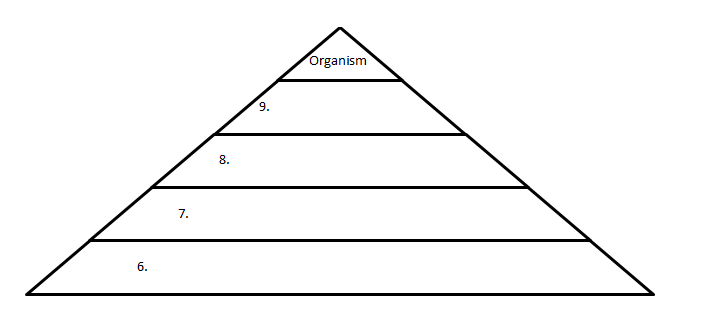 Organism
9.
8.
7.
6.